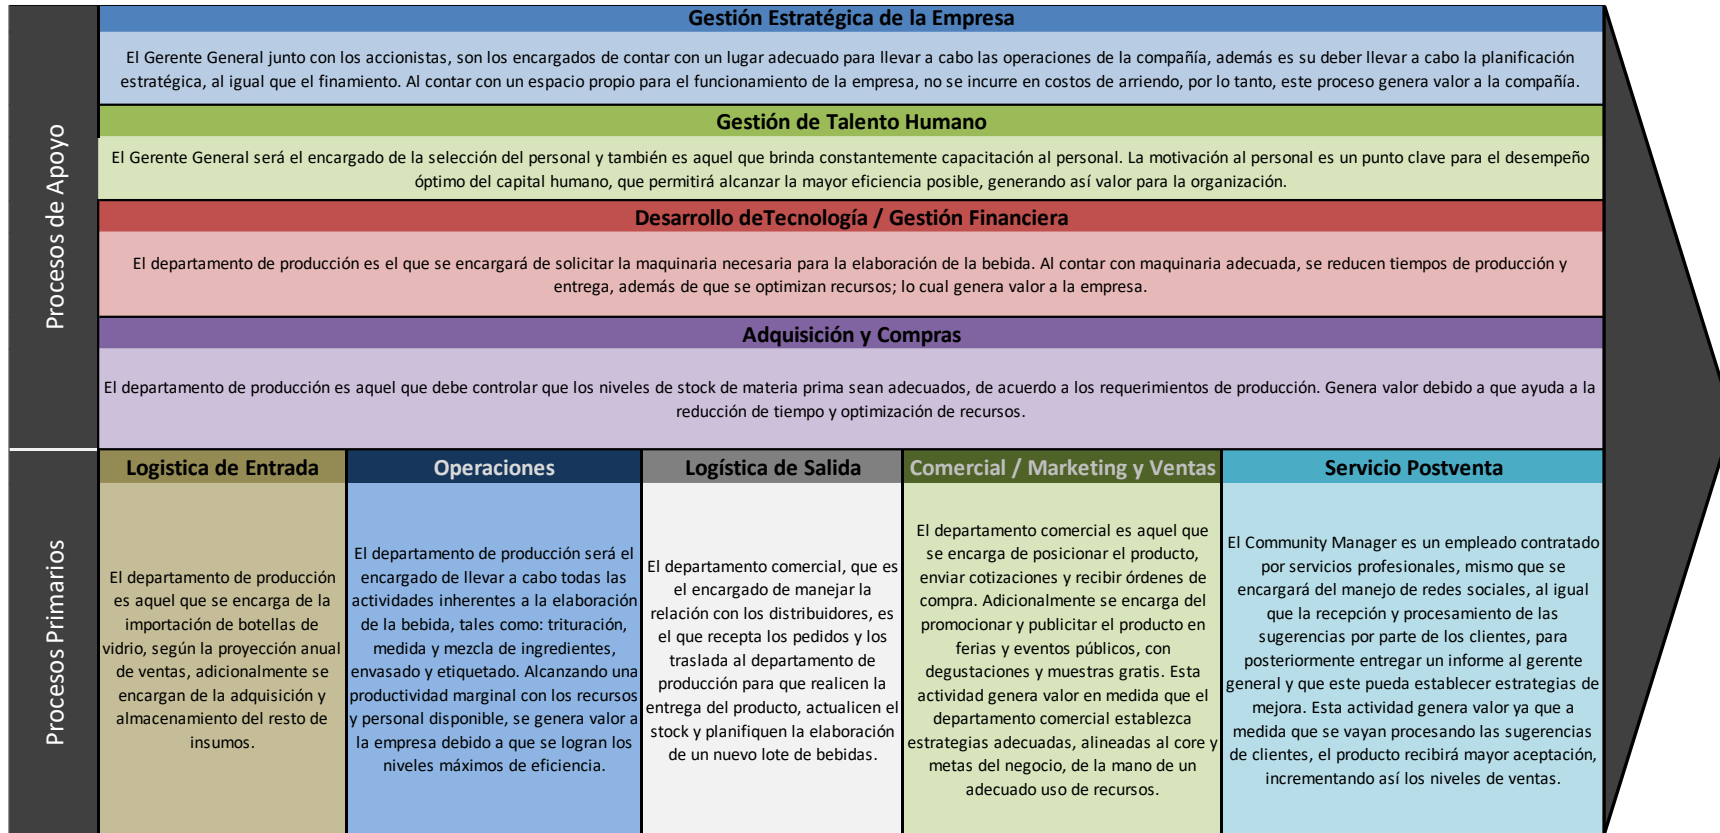 Procesos de Apoyo
Gestión Estratégica de la Empresa
El Gerente General junto con los accionistas, son los encargados de contar con un lugar adecuado para llevar a cabo las operaciones de la compañía, además es su deber llevar a cabo la planificación
estratégica, al igual que el finamiento. Al contar con un espacio propio para el funcionamiento de la empresa, no se incurre en costos de arriendo, por lo tanto, este proceso genera valor a la compañía.
Gestión de Talento Humano
El Gerente General será el encargado de la selección del personal y también es aquel que brinda constantemente capacitación al personal. La motivación al personal es un punto clave para el desempeño
óptimo del capital humano, que permitirá alcanzar la mayor eficiencia posible, generando así valor para la organización.
Desarrollo deTecnología / Gestión Financiera
El departamento de producción es el que se encargará de solicitar la maquinaria necesaria para la elaboración de la bebida. Al contar con maquinaria adecuada, se reducen tiempos de producción y
entrega, además de que se optimizan recursos; lo cual genera valor a la empresa.
Adquisición y Compras
El departamento de producción es aquel que debe controlar que los niveles de stock de materia prima sean adecuados, de acuerdo a los requerimientos de producción. Genera valor debido a que ayuda a la
reducción de tiempo y optimización de recursos.
Procesos Primarios
Logistica de Entrada
El departamento de producción
es aquel que se encarga de la
importación de botellas de
vidrio, según la proyección anual
de ventas, adicionalmente se
encargan de la adquisición y
almacenamiento del resto de
insumos.
Operaciones
El departamento de producción será el
encargado de llevar a cabo todas las
actividades inherentes a la elaboración
de la bebida, tales como: trituración,
medida y mezcla de ingredientes,
envasado y etiquetado. Alcanzando una
productividad marginal con los recursos
y personal disponible, se genera valor a
la empresa debido a que se logran los
niveles máximos de eficiencia.
Logística de Salida
El departamento comercial, que es
el encargado de manejar la
relación con los distribuidores, es
el que recepta los pedidos y los
traslada al departamento de
producción para que realicen la
entrega del producto, actualicen el
stock y planifiquen la elaboración
de un nuevo lote de bebidas.
Comercial / Marketing y Ventas
El departamento comercial es aquel que
se encarga de posicionar el producto,
enviar cotizaciones y recibir órdenes de
compra. Adicionalmente se encarga del
promocionar y publicitar el producto en
ferias y eventos públicos, con
degustaciones y muestras gratis. Esta
actividad genera valor en medida que el
departamento comercial establezca
estrategias adecuadas, alineadas al core y
metas del negocio, de la mano de un
adecuado uso de recursos.
Servicio Postventa
El Community Manager es un empleado contratado
por servicios profesionales, mismo que se
encargará del manejo de redes sociales, al igual
que la recepción y procesamiento de las
sugerencias por parte de los clientes, para
posteriormente entregar un informe al gerente
general y que este pueda establecer estrategias de
mejora. Esta actividad genera valor ya que a
medida que se vayan procesando las sugerencias
de clientes, el producto recibirá mayor aceptación,
incrementando así los niveles de ventas.